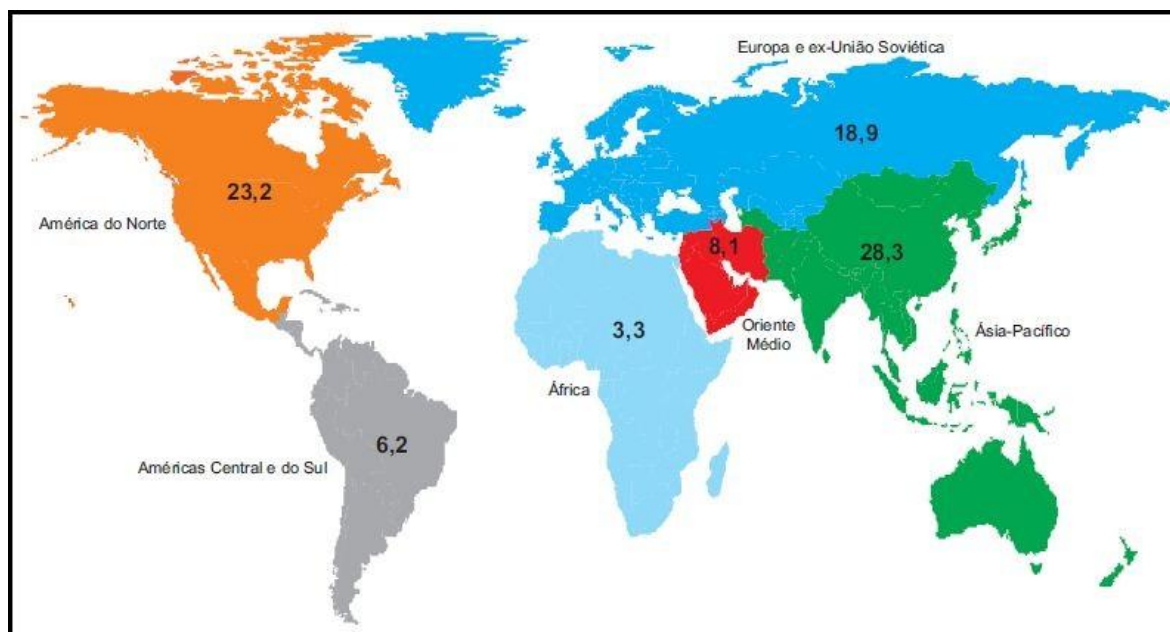 Europa e ex-União Soviética
18,9
23,2
América do Norte
8,1
28,3
Oriente
Médio
Ásia-Pacífico
3,3
África
6,2
Américas Central e do Sul